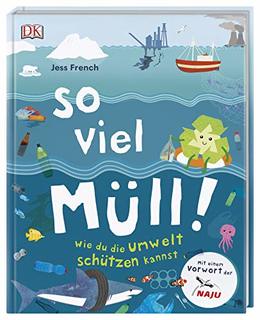 DK
Jess French
so
viel
Müll!
Wie du die Umwelt
schützen kannst
Mit einem
Vorwort der
NAJU